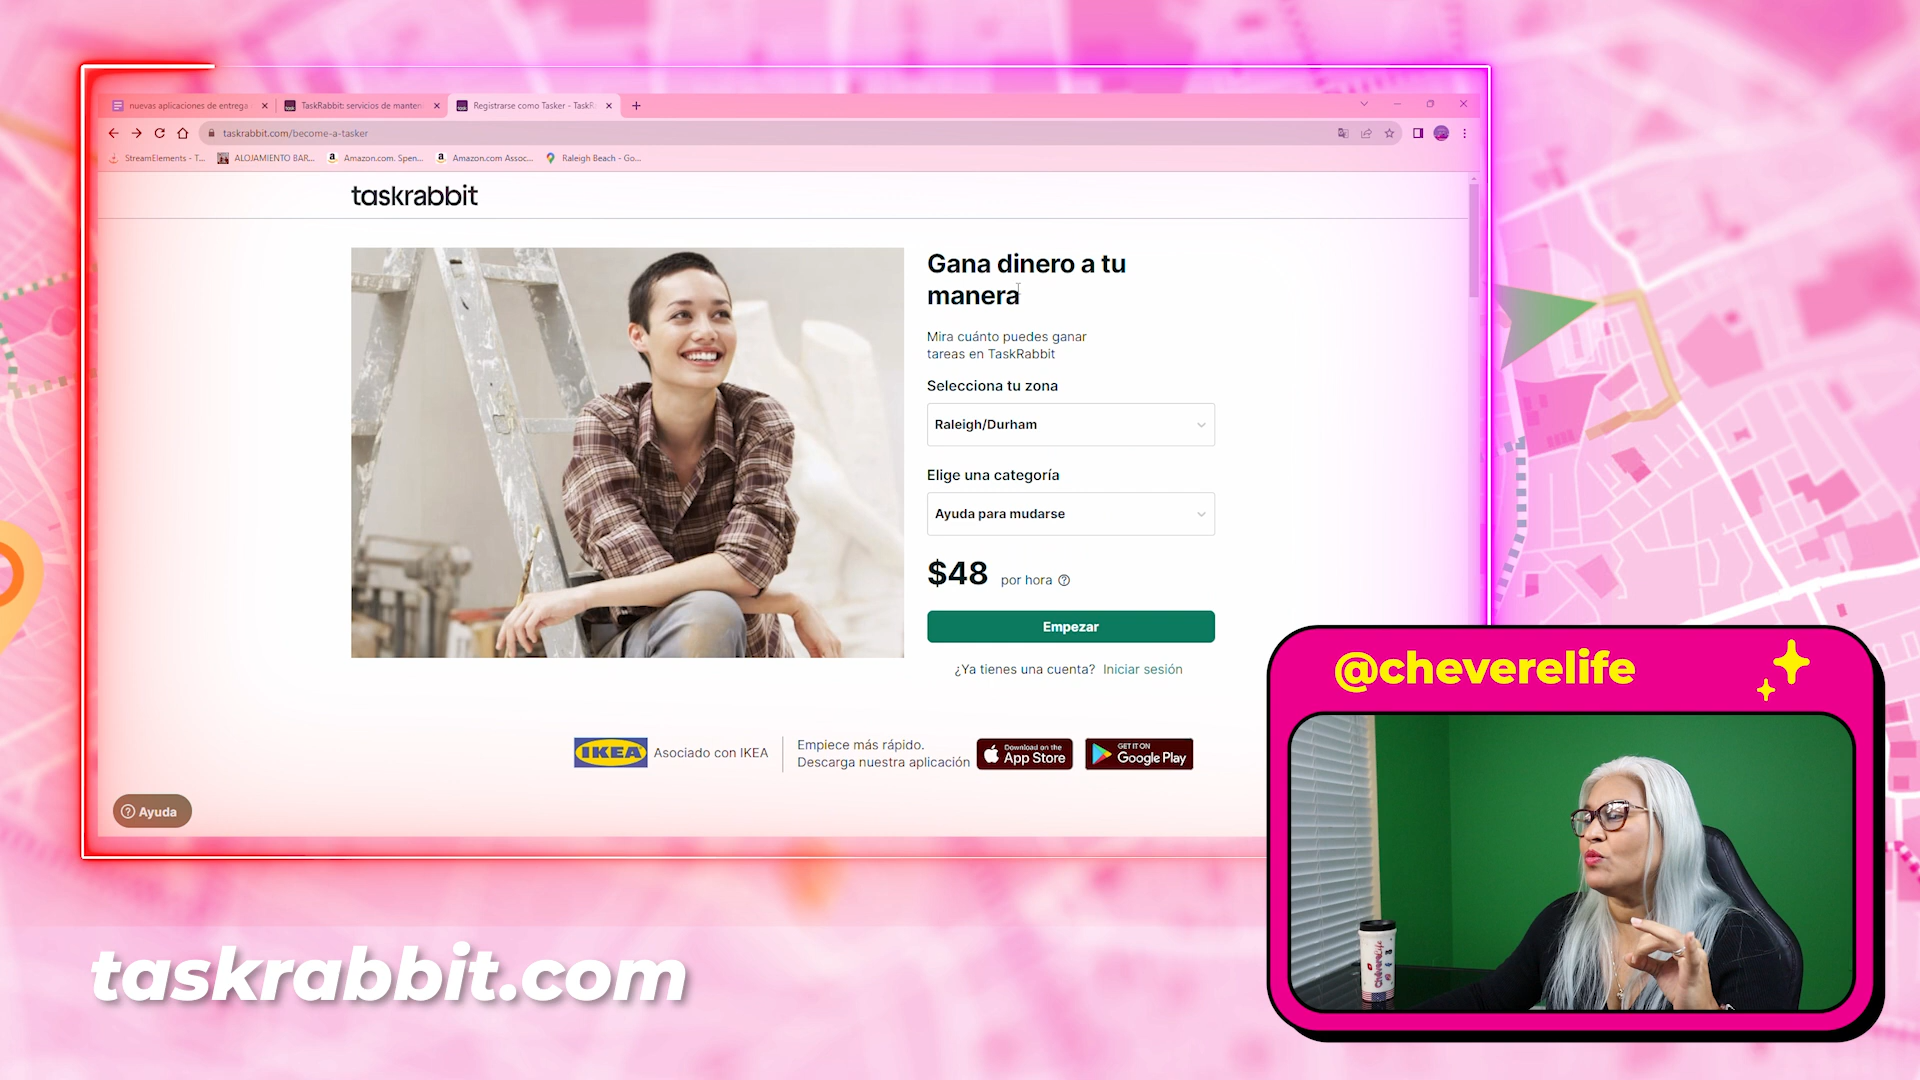 nuevas aplicaciones de entrega
TaskRabbit: servicios de manten
Registrarse como Tasker - TaskR
taskrabbit.com/become-a-tasker
StreamElements - T...
ALOJAMIENTO BAR...
Amazon.com. Spen...
Amazon.com Assoc...
Raleigh Beach - Go...
taskrabbit
Gana dinero a tu
manera
Mira cuánto puedes ganar
tareas en TaskRabbit
Selecciona tu zona
Raleigh/Durham
Elige una categoría
Ayuda para mudarse
$48 por hora
Empezar
¿Ya tienes una cuenta? Iniciar sesión
IKEA
Asociado con IKEA
Empiece más rápido.
Descarga nuestra aplicación
Download on the
App Store
GET IT ON
Google Play
Ayuda
@cheverelife
ChevereLife
taskrabbit.com